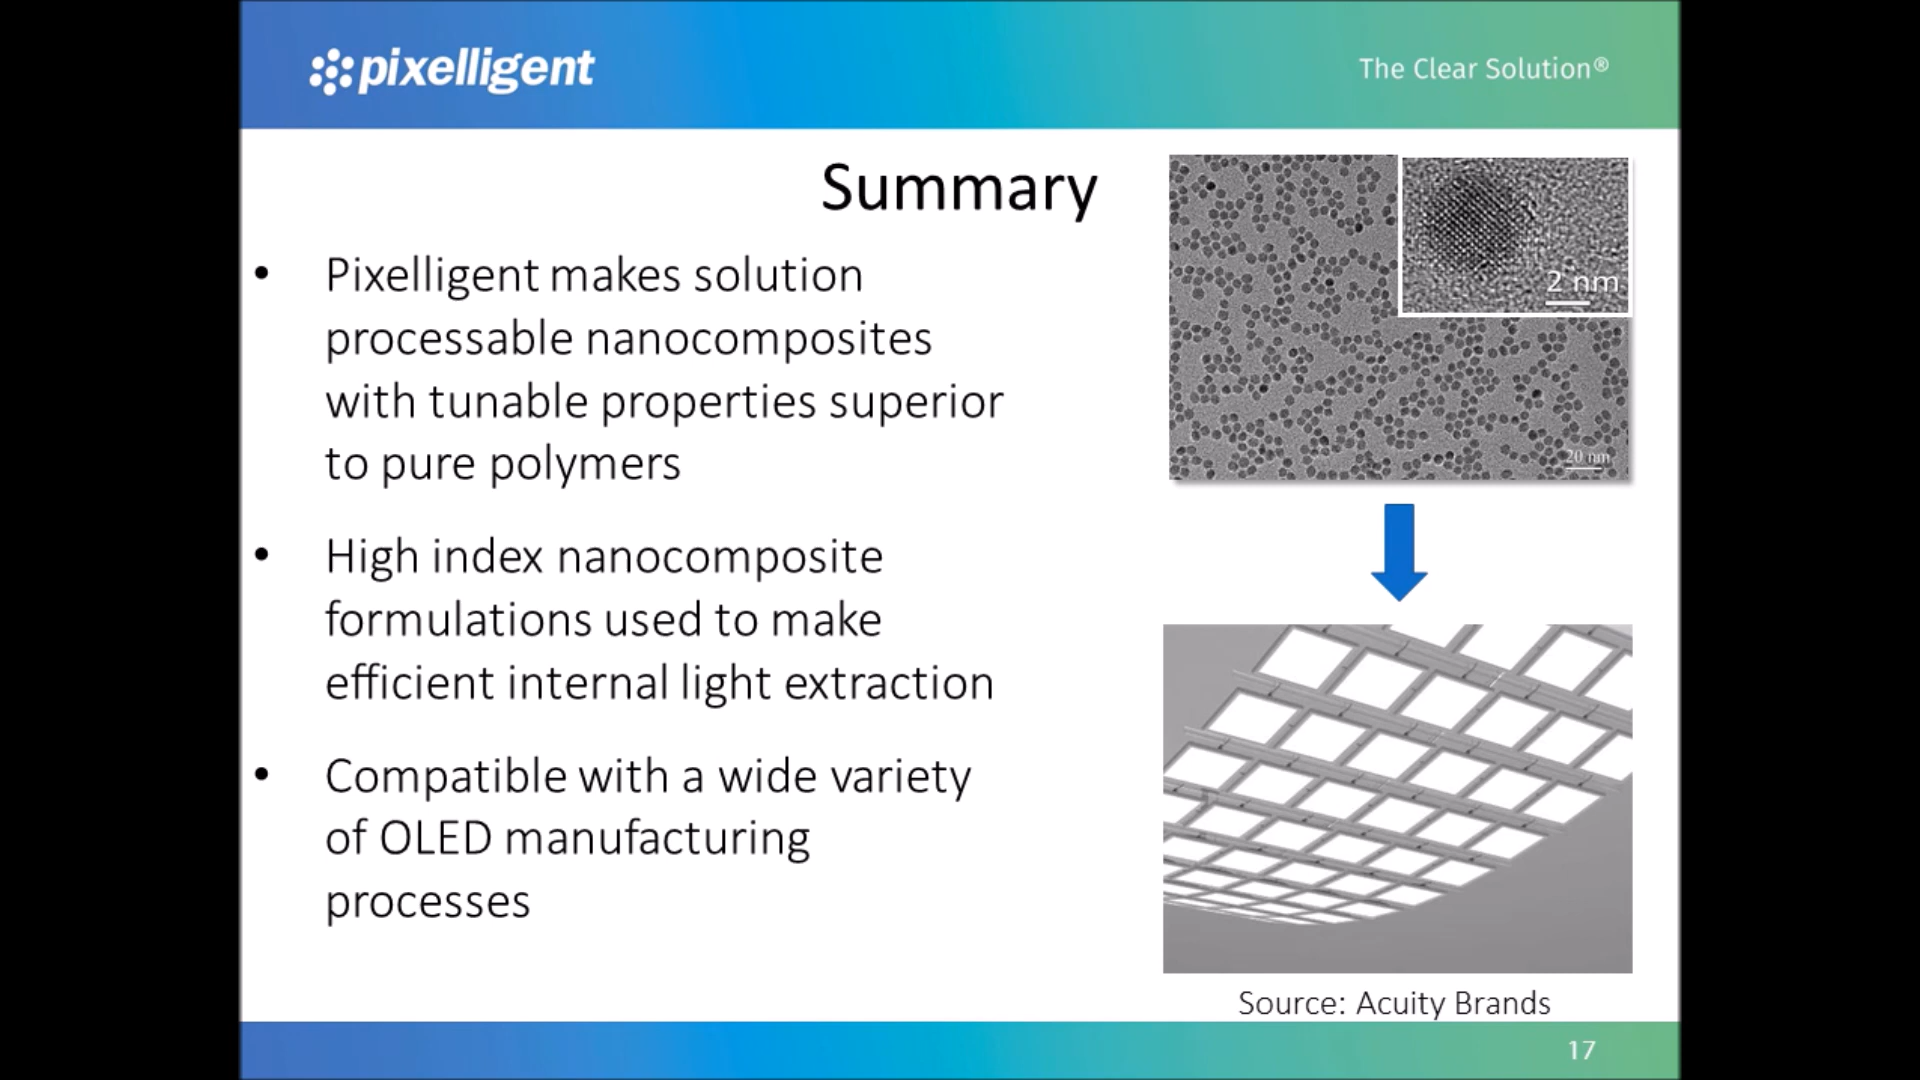 pixelligent
The Clear Solution®
Summary
2 nm
20 nm
• Pixelligent makes solution
processable nanocomposites
with tunable properties superior
to pure polymers
• High index nanocomposite
formulations used to make
efficient internal light extraction
• Compatible with a wide variety
of OLED manufacturing
processes
Source: Acuity Brands
17